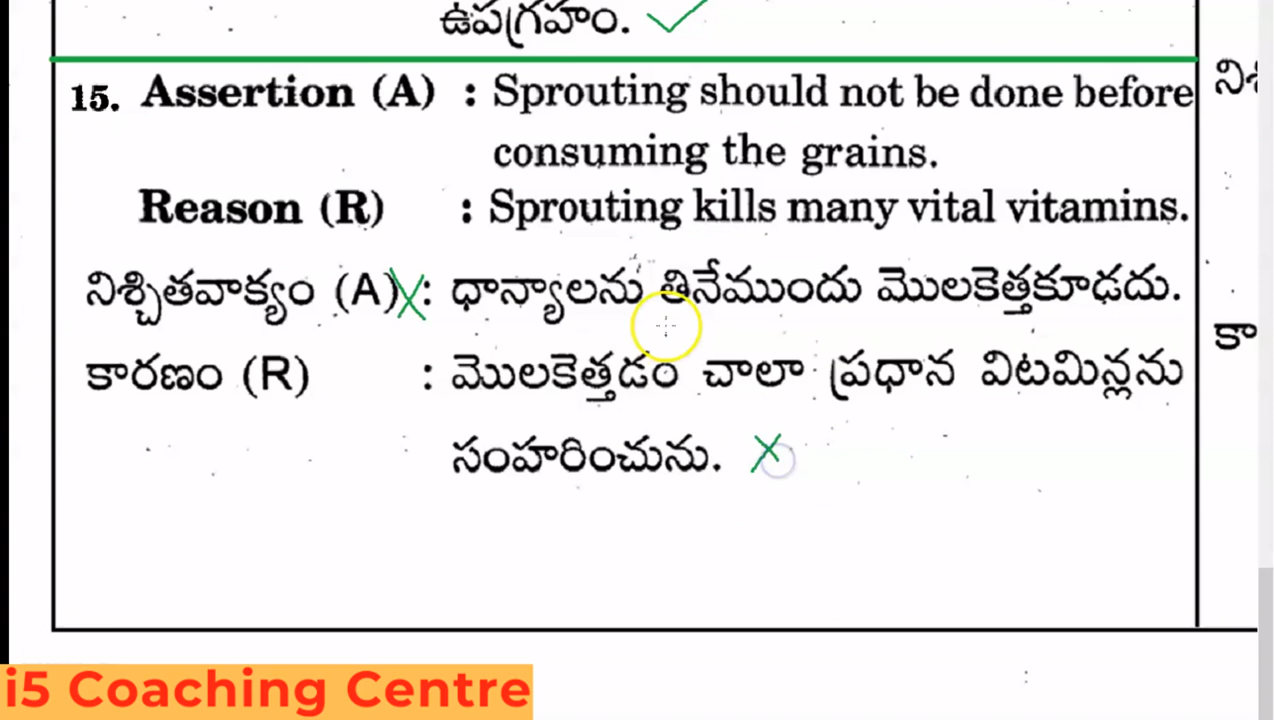 ఉపగ్రహం.
15. Assertion (A) : Sprouting should not be done before
consuming the grains.
Reason (R) : Sprouting kills many vital vitamins.
నిశ్చితవాక్యం (A) : ధాన్యాలను తినేముందు మొలకెత్తకూడదు.
కారణం (R) : మొలకెత్తడం చాలా ప్రధాన విటమిన్లను
సంహరించును.
కా
i5 Coaching Centre